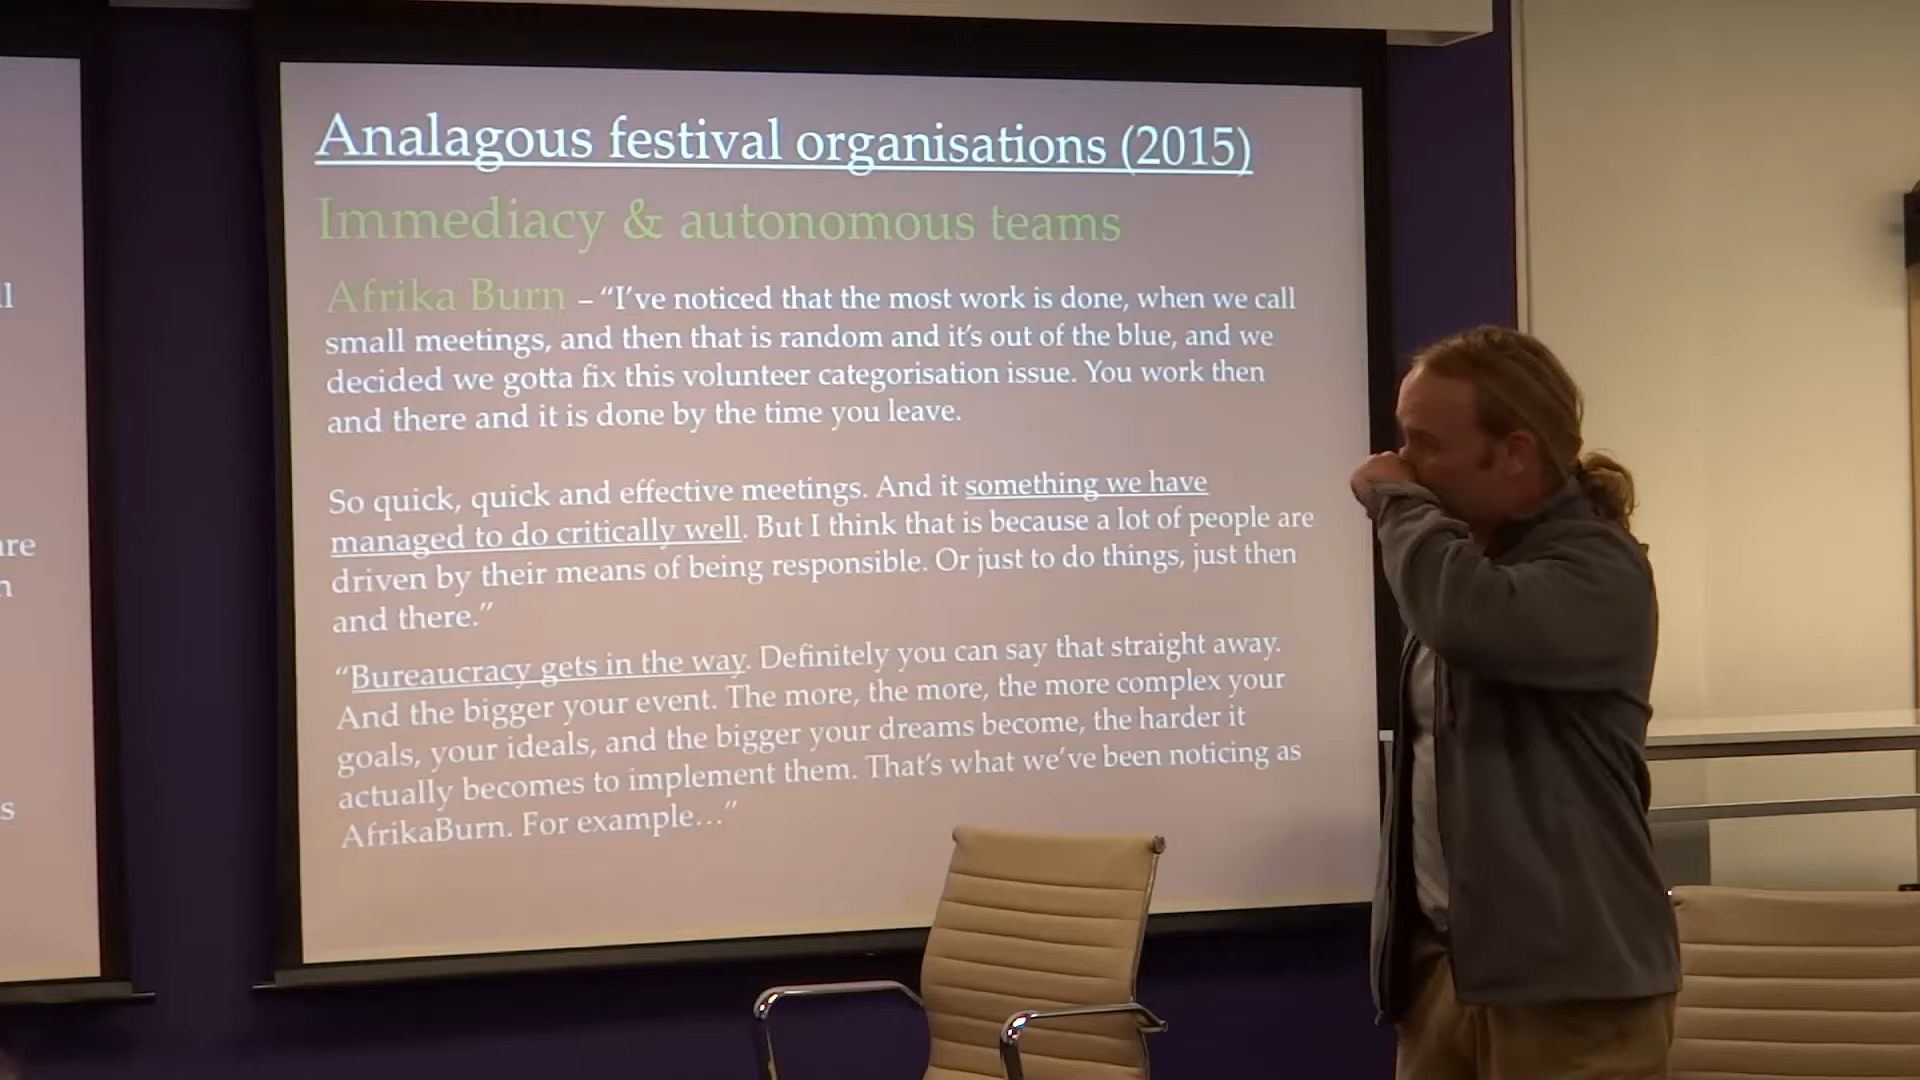 Analagous festival organisations (2015)
Immediacy & autonomous teams
Afrika Burn – “I’ve noticed that the most work is done, when we call
small meetings, and then that is random and it’s out of the blue, and we
decided we gotta fix this volunteer categorisation issue. You work then
and there and it is done by the time you leave.
So quick, quick and effective meetings. And it something we have
managed to do critically well. But I think that is because a lot of people are
driven by their means of being responsible. Or just to do things, just then
and there.”
“Bureaucracy gets in the way. Definitely you can say that straight away.
And the bigger your event. The more, the more, the more complex your
goals, your ideals, and the bigger your dreams become, the harder it
actually becomes to implement them. That’s what we’ve been noticing as
AfrikaBurn. For example…”